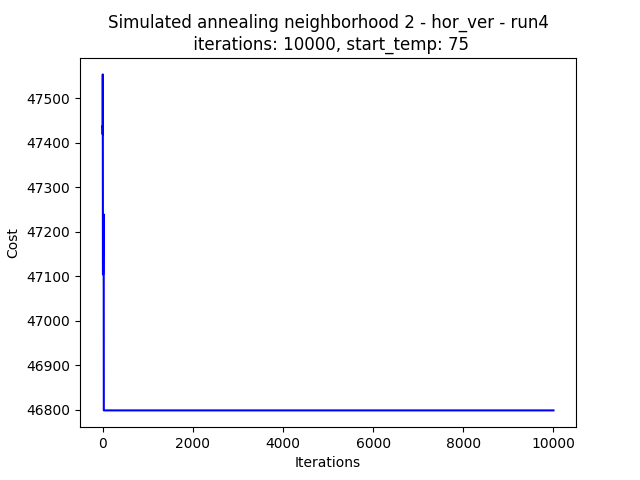 Simulated annealing neighborhood 2 - hor_ver - run4
iterations: 10000, start_temp: 75
47500
47400
47300
47200
47100
47000
46900
46800
Cost
0 2000 4000 6000 8000 10000
Iterations